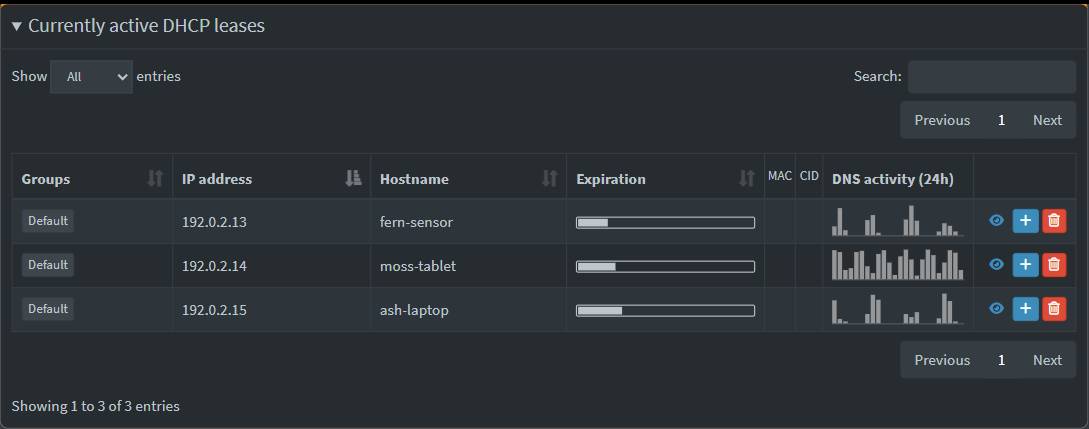 Currently active DHCP leases
Show All entries Search:
Previous 1 Next
Groups IP address Hostname Expiration MAC CID DNS activity (24h)
Default 192.0.2.13 fern-sensor
Default 192.0.2.14 moss-tablet
Default 192.0.2.15 ash-laptop
Previous 1 Next
Showing 1 to 3 of 3 entries